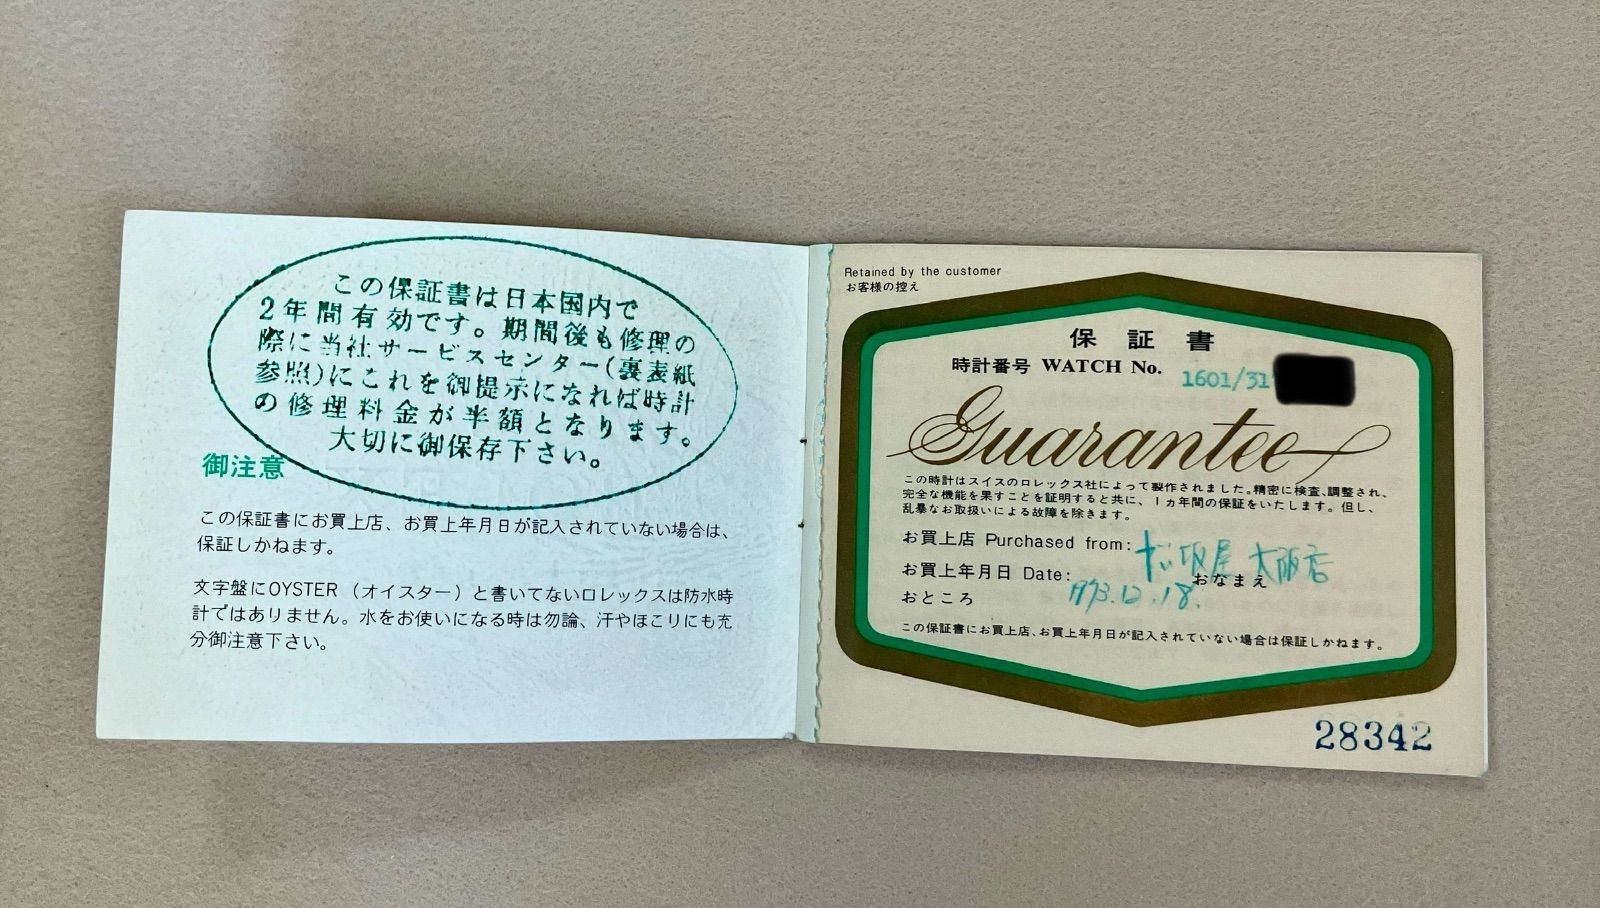 この保証書は日本国内で
2年間有効です。期間後も修理の
際に当社サービスセンター(裏表紙
参照)にこれを御提示になれば時計
の修理料金が半額となります。
大切に御保存下さい。
御注意
この保証書にお買上店、お買上年月日が記入されていない場合は、
保証しかねます。
文字盤にOYSTER (オイスター) と書いてないロレックスは防水時
計ではありません。水をお使いになる時は勿論、汗やほこりにも充
分御注意下さい。
Retained by the customer
お客様の控え
保証書
時計番号 WATCH No. 1601/31
Guarantee
この時計はスイスのロレックス社によって製作されました。精密に検査、調整され、
完全な機能を果すことを証明すると共に、1ヵ年間の保証をいたします。但し、
乱暴なお取扱いによる故障を除きます。
お買上店 Purchased from: 坂屋 大阪店
お買上年月日 Date: 1973.12.18. おなまえ
おところ
この保証書にお買上店、お買上年月日が記入されていない場合は保証しかねます。
28342